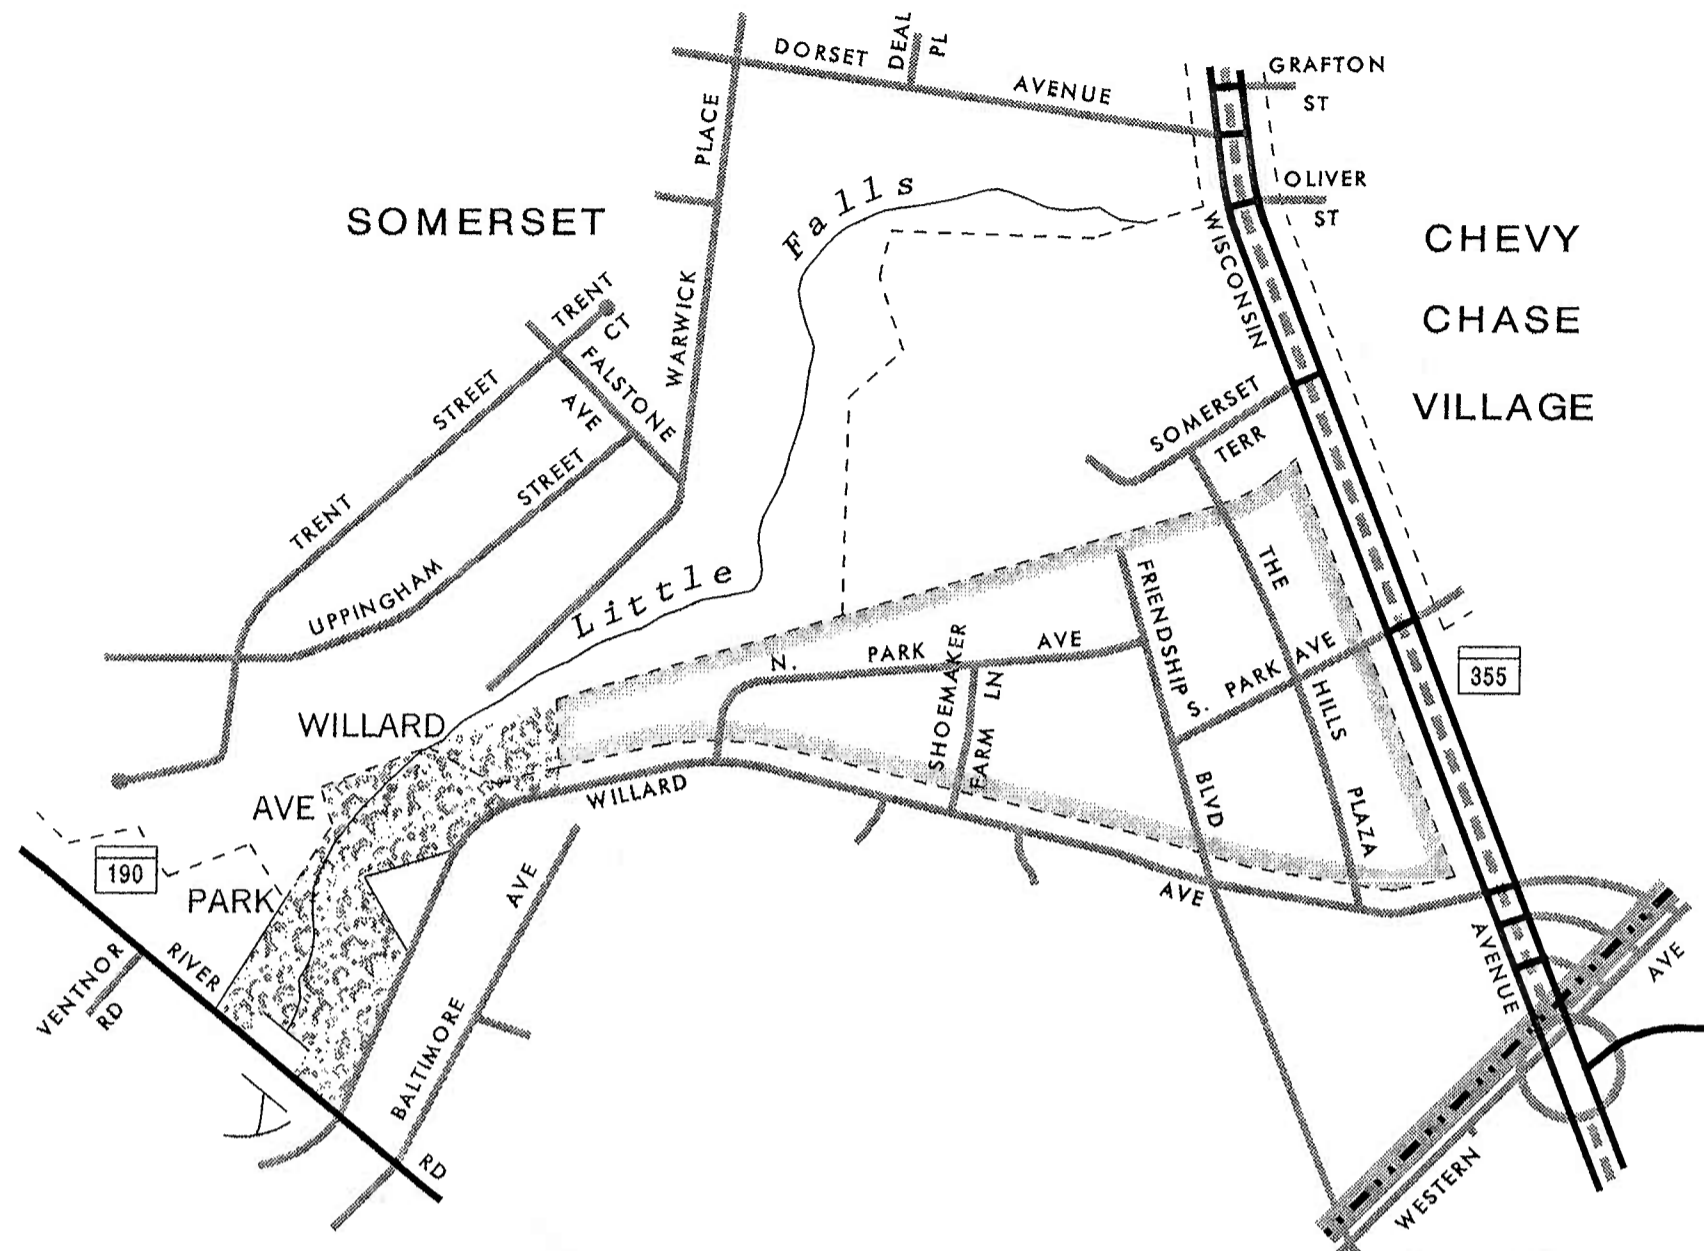 DORSET AVENUE
DEAL
PL
GRAFTON
ST
PLACE
WARWICK
OLIVER
ST
SOMERSET
Falls
WISCONSIN
CHEVY
CHASE
VILLAGE
TRENT
CT
FALSTONE
AVE
STREET
TRENT
STREET
UPPINGHAM
SOMERSET
TERR
Little
THE
HILLS
PLAZA
FRIENDSHIP
BLVD
N. PARK AVE
SHOEMAKER
FARM LN
S. PARK AVE
355
WILLARD
AVE
PARK
WILLARD
AVE
190
RIVER
RD
VENTNOR
RD
AVE
BALTIMORE
AVENUE
AVE
WESTERN